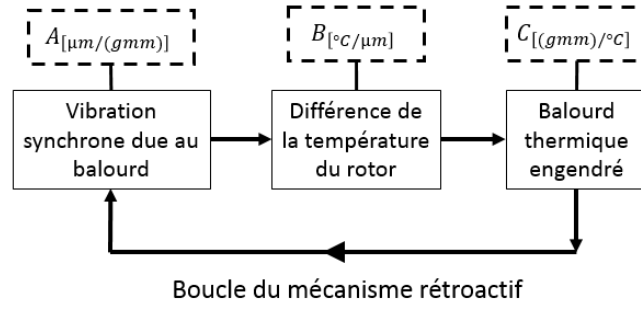 A[µm/(gmm)]
B[°C/µm]
C[(gmm)/°C]
Vibration
synchrone due au
balourd
Différence de
la température
du rotor
Balourd
thermique
engendré
Boucle du mécanisme rétroactif